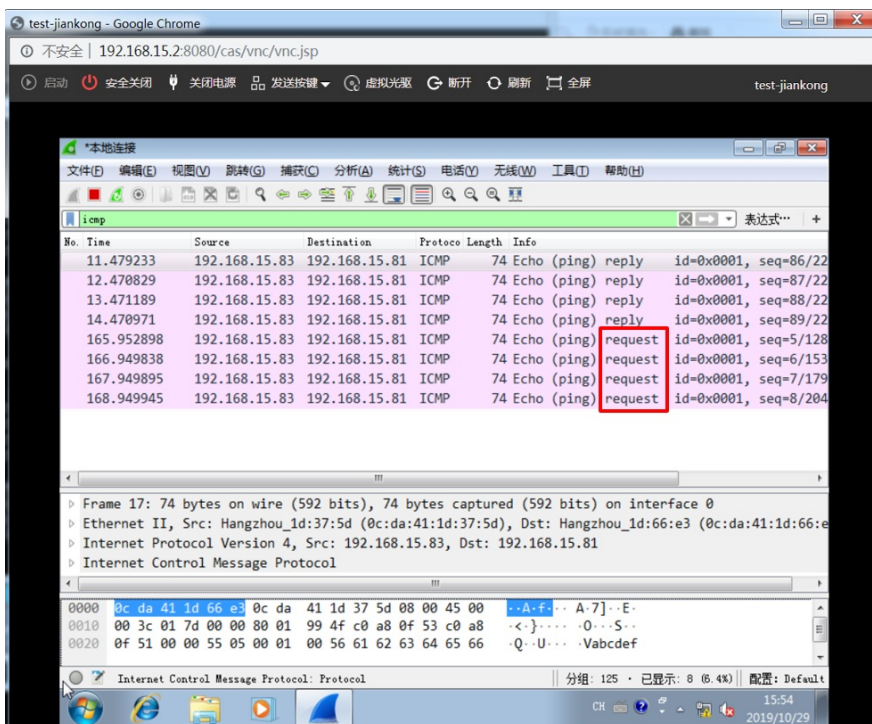 test-jiankong - Google Chrome
不安全 | 192.168.15.2:8080/cas/vnc/vnc.jsp
启动 安全关闭 关闭电源 发送按键 虚拟光驱 断开 刷新 全屏 test-jiankong
*本地连接
文件(F) 编辑(E) 视图(V) 跳转(G) 捕获(C) 分析(A) 统计(S) 电话(Y) 无线(W) 工具(T) 帮助(H)
icmp 表达式… +
No. Time Source Destination Protoco Length Info
11.479233 192.168.15.83 192.168.15.81 ICMP 74 Echo (ping) reply id=0x0001, seq=86/22
12.470829 192.168.15.83 192.168.15.81 ICMP 74 Echo (ping) reply id=0x0001, seq=87/22
13.471189 192.168.15.83 192.168.15.81 ICMP 74 Echo (ping) reply id=0x0001, seq=88/22
14.470971 192.168.15.83 192.168.15.81 ICMP 74 Echo (ping) reply id=0x0001, seq=89/22
165.952898 192.168.15.83 192.168.15.81 ICMP 74 Echo (ping) request id=0x0001, seq=5/128
166.949838 192.168.15.83 192.168.15.81 ICMP 74 Echo (ping) request id=0x0001, seq=6/153
167.949895 192.168.15.83 192.168.15.81 ICMP 74 Echo (ping) request id=0x0001, seq=7/179
168.949945 192.168.15.83 192.168.15.81 ICMP 74 Echo (ping) request id=0x0001, seq=8/204
Frame 17: 74 bytes on wire (592 bits), 74 bytes captured (592 bits) on interface 0
Ethernet II, Src: Hangzhou_1d:37:5d (0c:da:41:1d:37:5d), Dst: Hangzhou_1d:66:e3 (0c:da:41:1d:66:e
Internet Protocol Version 4, Src: 192.168.15.83, Dst: 192.168.15.81
Internet Control Message Protocol
0000 0c da 41 1d 66 e3 0c da 41 1d 37 5d 08 00 45 00 ··A·f··· A·7]··E·
0010 00 3c 01 7d 00 00 80 01 99 4f c0 a8 0f 53 c0 a8 ·<·}···· ·O···S··
0020 0f 51 00 00 55 05 00 01 00 56 61 62 63 64 65 66 ·Q··U··· ·Vabcdef
Internet Control Message Protocol: Protocol 分组: 125 · 已显示: 8 (6.4%) 配置: Default
CH 15:54
2019/10/29